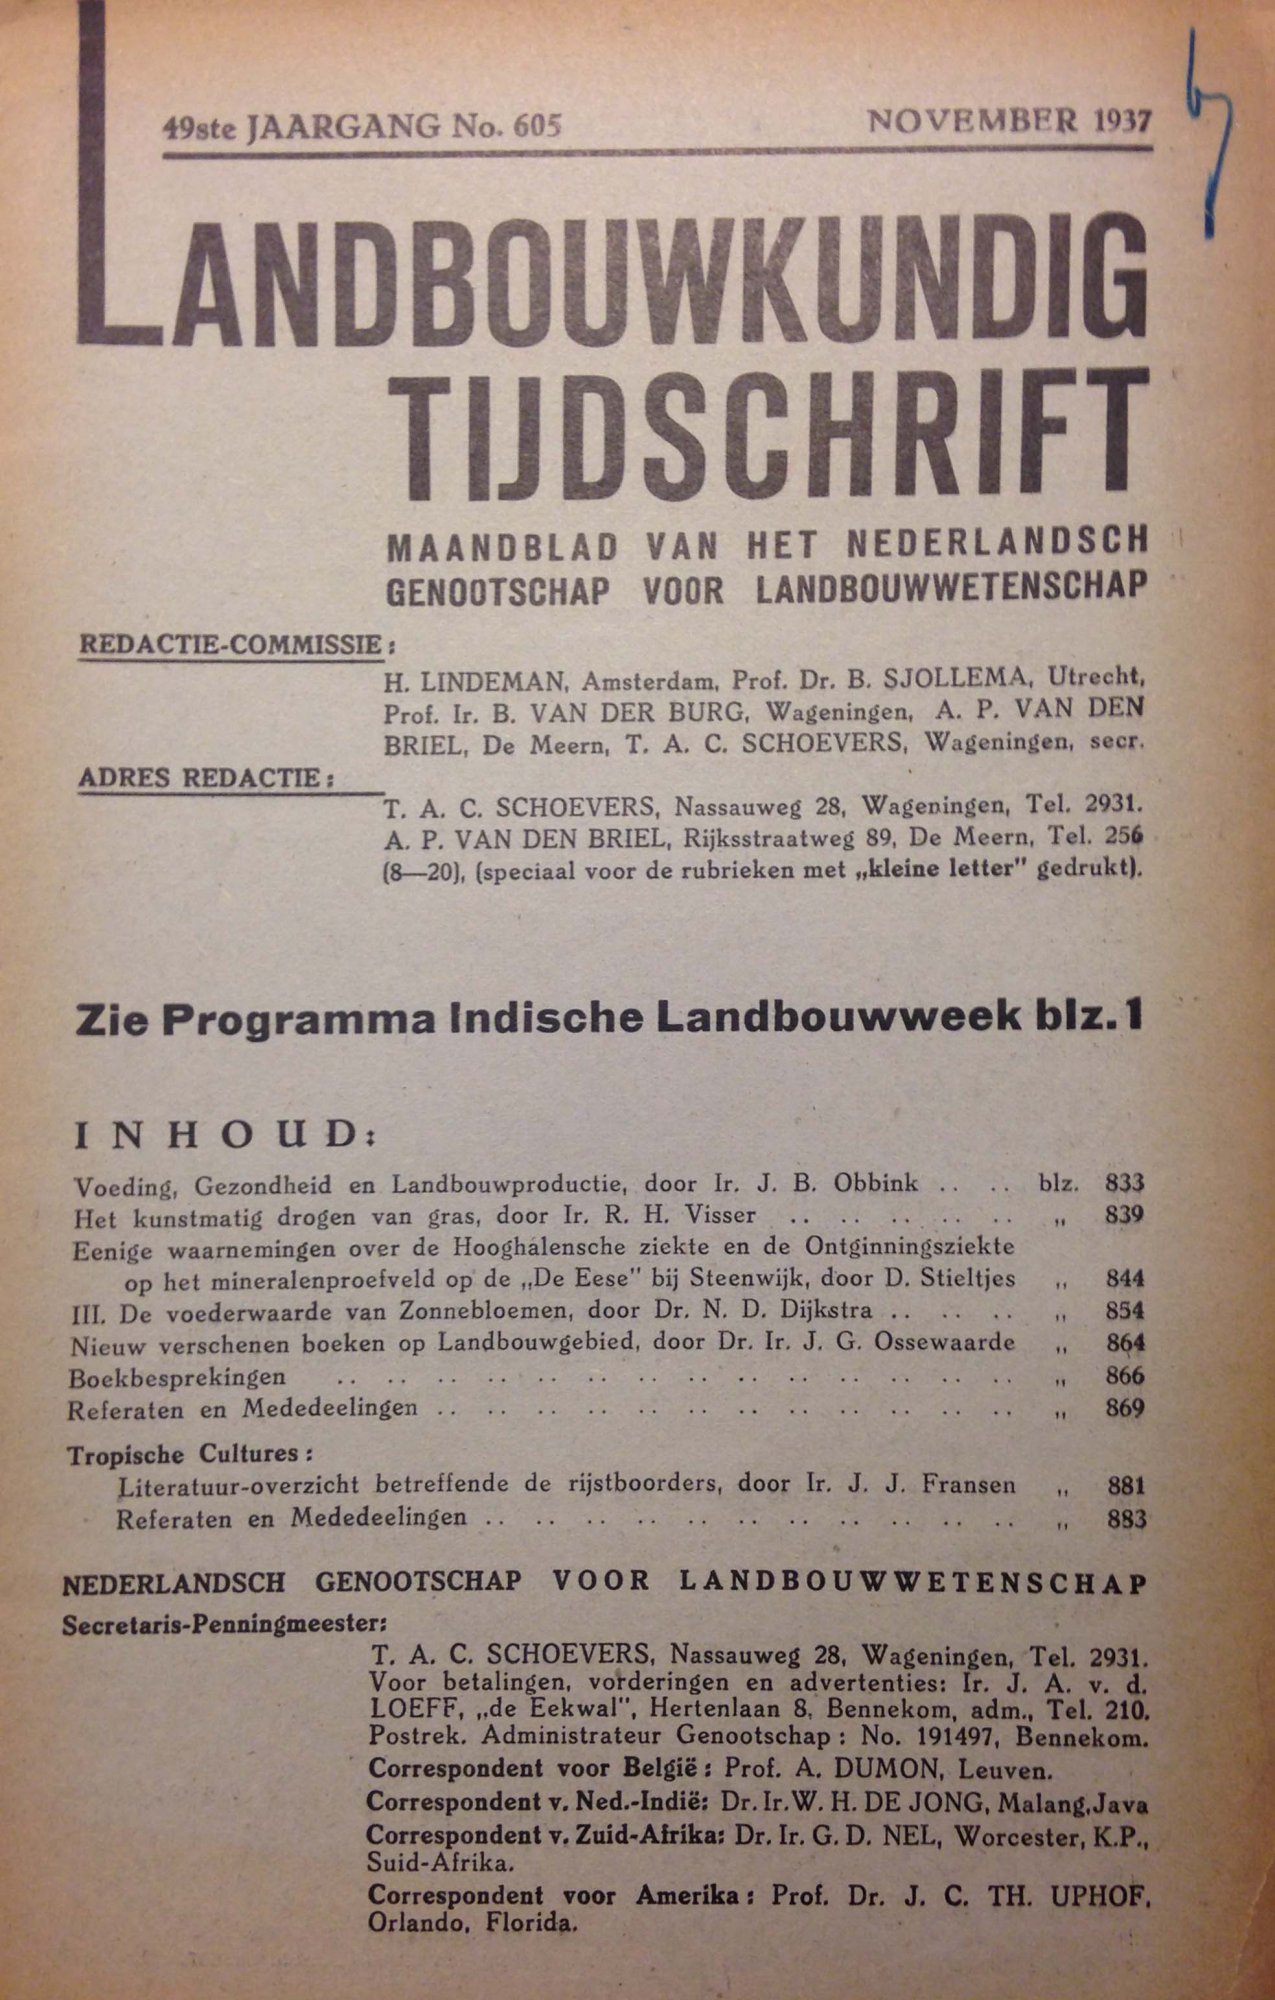 49ste JAARGANG No. 605 NOVEMBER 1937
LANDBOUWKUNDIG
TIJDSCHRIFT
MAANDBLAD VAN HET NEDERLANDSCH
GENOOTSCHAP VOOR LANDBOUWWETENSCHAP
REDACTIE-COMMISSIE:
H. LINDEMAN, Amsterdam, Prof. Dr. B. SJOLLEMA, Utrecht,
Prof. Ir. B. VAN DER BURG, Wageningen, A. P. VAN DEN
BRIEL, De Meern, T. A. C. SCHOEVERS, Wageningen, secr.
ADRES REDACTIE:
T. A. C. SCHOEVERS, Nassauweg 28, Wageningen, Tel. 2931.
A. P. VAN DEN BRIEL, Rijksstraatweg 89, De Meern, Tel. 256
(8—20), (speciaal voor de rubrieken met „kleine letter" gedrukt).
Zie Programma Indische Landbouwweek blz. 1
INHOUD:
Voeding, Gezondheid en Landbouwproductie, door Ir. J. B. Obbink .. .. blz. 833
Het kunstmatig drogen van gras, door Ir. R. H. Visser .. .. .. .. .. „ 839
Eenige waarnemingen over de Hooghalensche ziekte en de Ontginningsziekte
op het mineralenproefveld op de „De Eese" bij Steenwijk, door D. Stieltjes „ 844
III. De voederwaarde van Zonnebloemen, door Dr. N. D. Dijkstra .. .. .. „ 854
Nieuw verschenen boeken op Landbouwgebied, door Dr. Ir. J. G. Ossewaarde „ 864
Boekbesprekingen .. .. .. .. .. .. .. .. .. .. .. .. .. .. „ 866
Referaten en Mededeelingen .. .. .. .. .. .. .. .. .. .. .. .. „ 869
Tropische Cultures:
Literatuur-overzicht betreffende de rijstboorders, door Ir. J. J. Fransen „ 881
Referaten en Mededeelingen .. .. .. .. .. .. .. .. .. .. .. „ 883
NEDERLANDSCH GENOOTSCHAP VOOR LANDBOUWWETENSCHAP
Secretaris-Penningmeester:
T. A. C. SCHOEVERS, Nassauweg 28, Wageningen, Tel. 2931.
Voor betalingen, vorderingen en advertenties: Ir. J. A. v. d.
LOEFF, „de Eekwal", Hertenlaan 8, Bennekom, adm., Tel. 210.
Postrek. Administrateur Genootschap: No. 191497, Bennekom.
Correspondent voor België: Prof. A. DUMON, Leuven.
Correspondent v. Ned.-Indië: Dr. Ir. W. H. DE JONG, Malang, Java
Correspondent v. Zuid-Afrika: Dr. Ir. G. D. NEL, Worcester, K.P.,
Suid-Afrika.
Correspondent voor Amerika: Prof. Dr. J. C. TH. UPHOF,
Orlando, Florida.